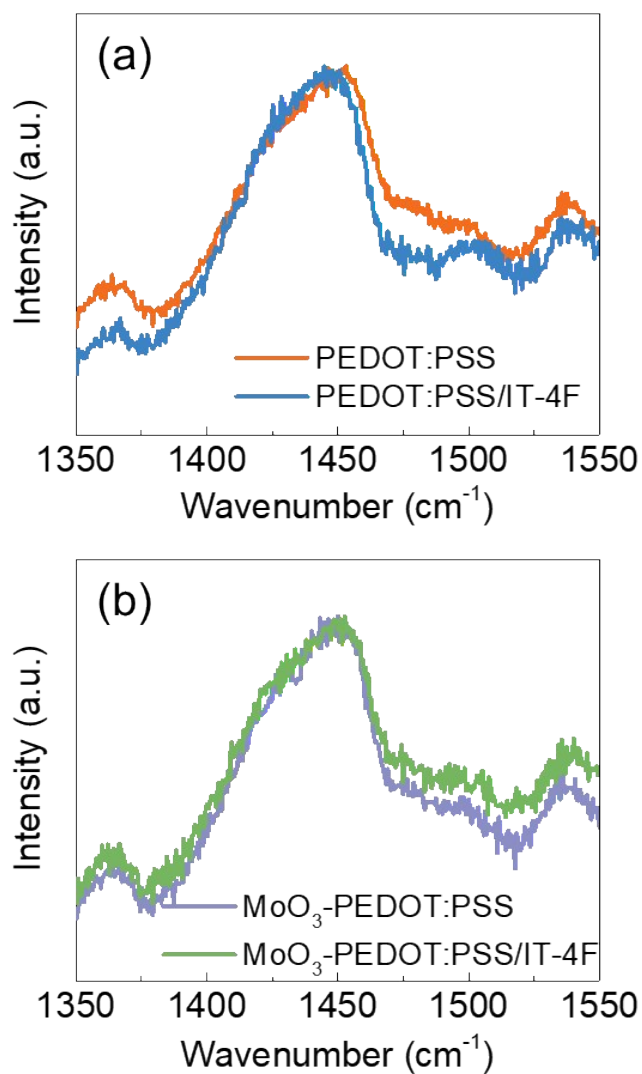 (a)
Intensity (a.u.)
PEDOT:PSS
PEDOT:PSS/IT-4F
1350 1400 1450 1500 1550
Wavenumber (cm⁻¹)
(b)
Intensity (a.u.)
MoO₃-PEDOT:PSS
MoO₃-PEDOT:PSS/IT-4F
1350 1400 1450 1500 1550
Wavenumber (cm⁻¹)